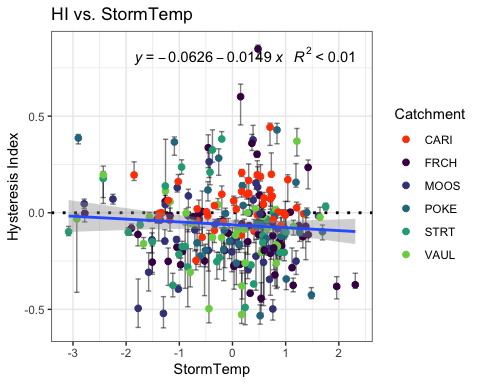 HI vs. StormTemp
y = −0.0626 − 0.0149 x R² < 0.01
0.5
0.0
-0.5
Hysteresis Index
-3 -2 -1 0 1 2
StormTemp
Catchment
CARI
FRCH
MOOS
POKE
STRT
VAUL